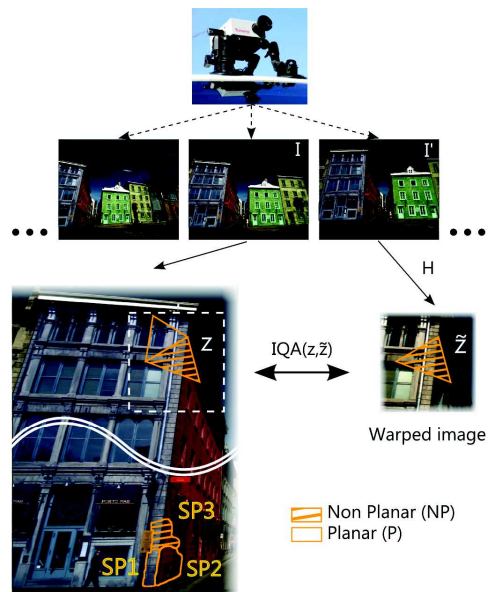 I
I'
H
Z
IQA(z,z̃)
Z̃
Warped image
SP3
SP1
SP2
Non Planar (NP)
Planar (P)